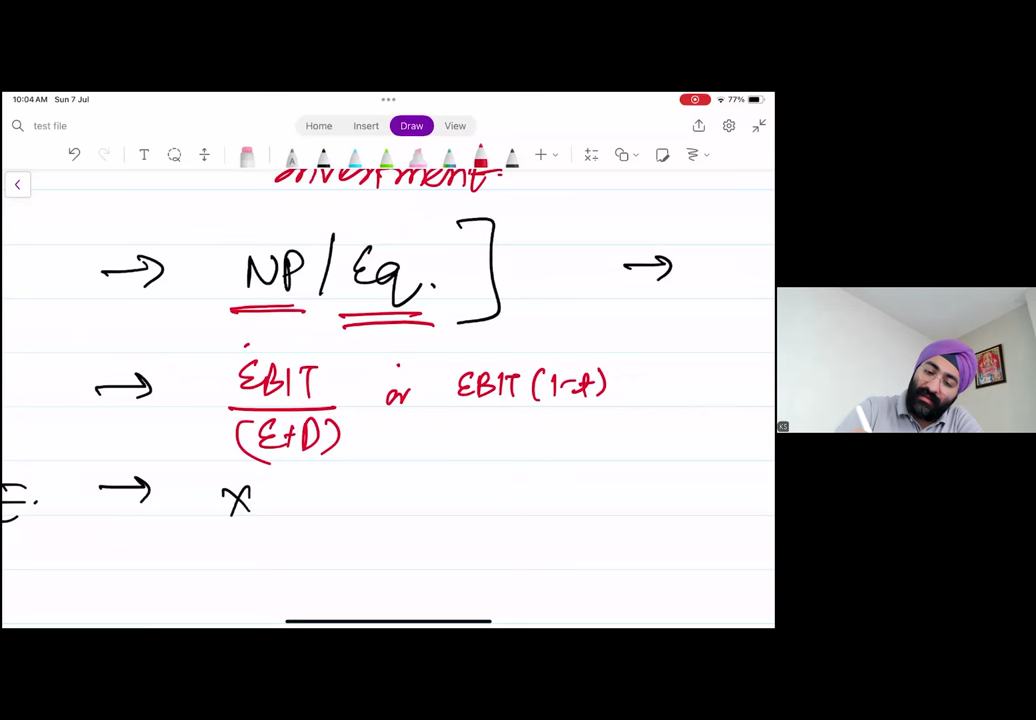 10:04 AM Sun 7 Jul
77%
test file
Home Insert Draw View
investment.
→ NP / Eq. ] →
→ EBIT or EBIT (1-t)
(E+D)
E. → X
KS